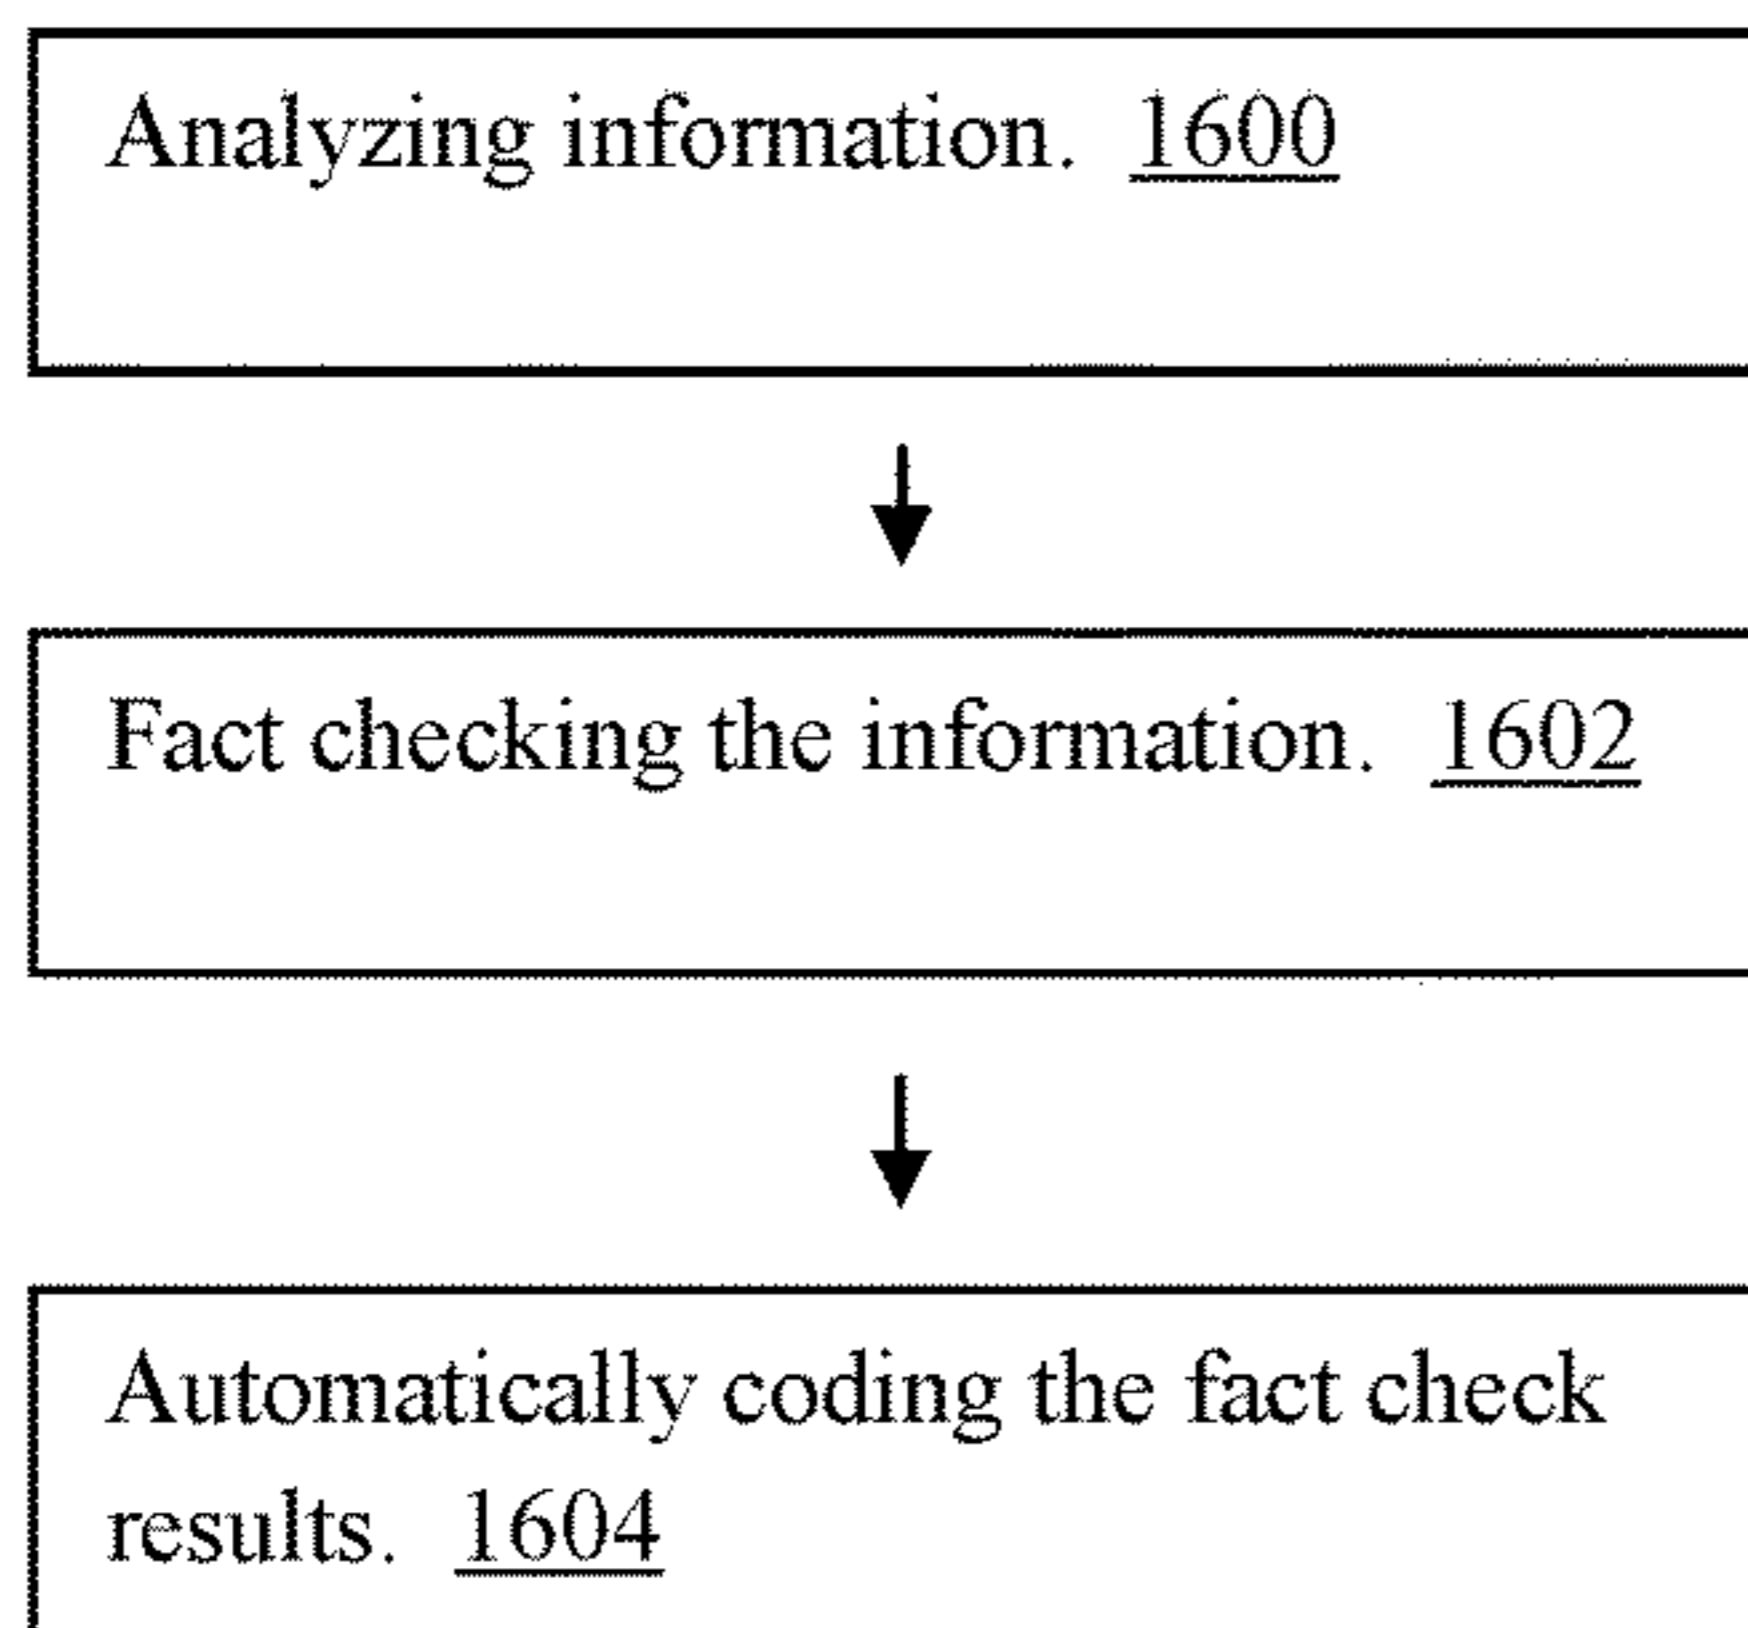 Analyzing information. 1600
Fact checking the information. 1602
Automatically coding the fact check
results. 1604